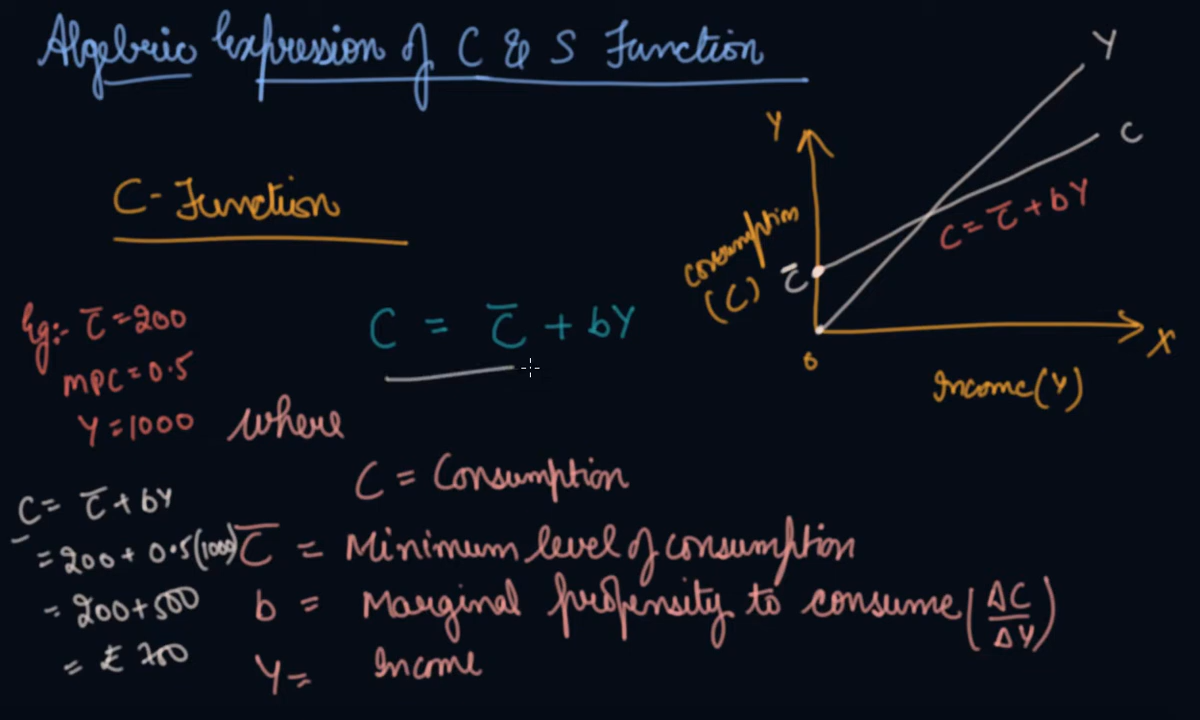 Algebric Expression of C & S Function
C-Function
Eg:- C̅ = 200
MPC = 0.5
Y = 1000
C = C̅ + bY
where
C = Consumption
C̅ = Minimum level of consumption
b = Marginal propensity to consume (ΔC/ΔY)
Y = Income
C = C̅ + bY
= 200 + 0.5(1000)
= 200 + 500
= ₹ 700
Y
Y
C
C = C̅ + bY
consumption
(C)
C̅
0
X
Income (Y)